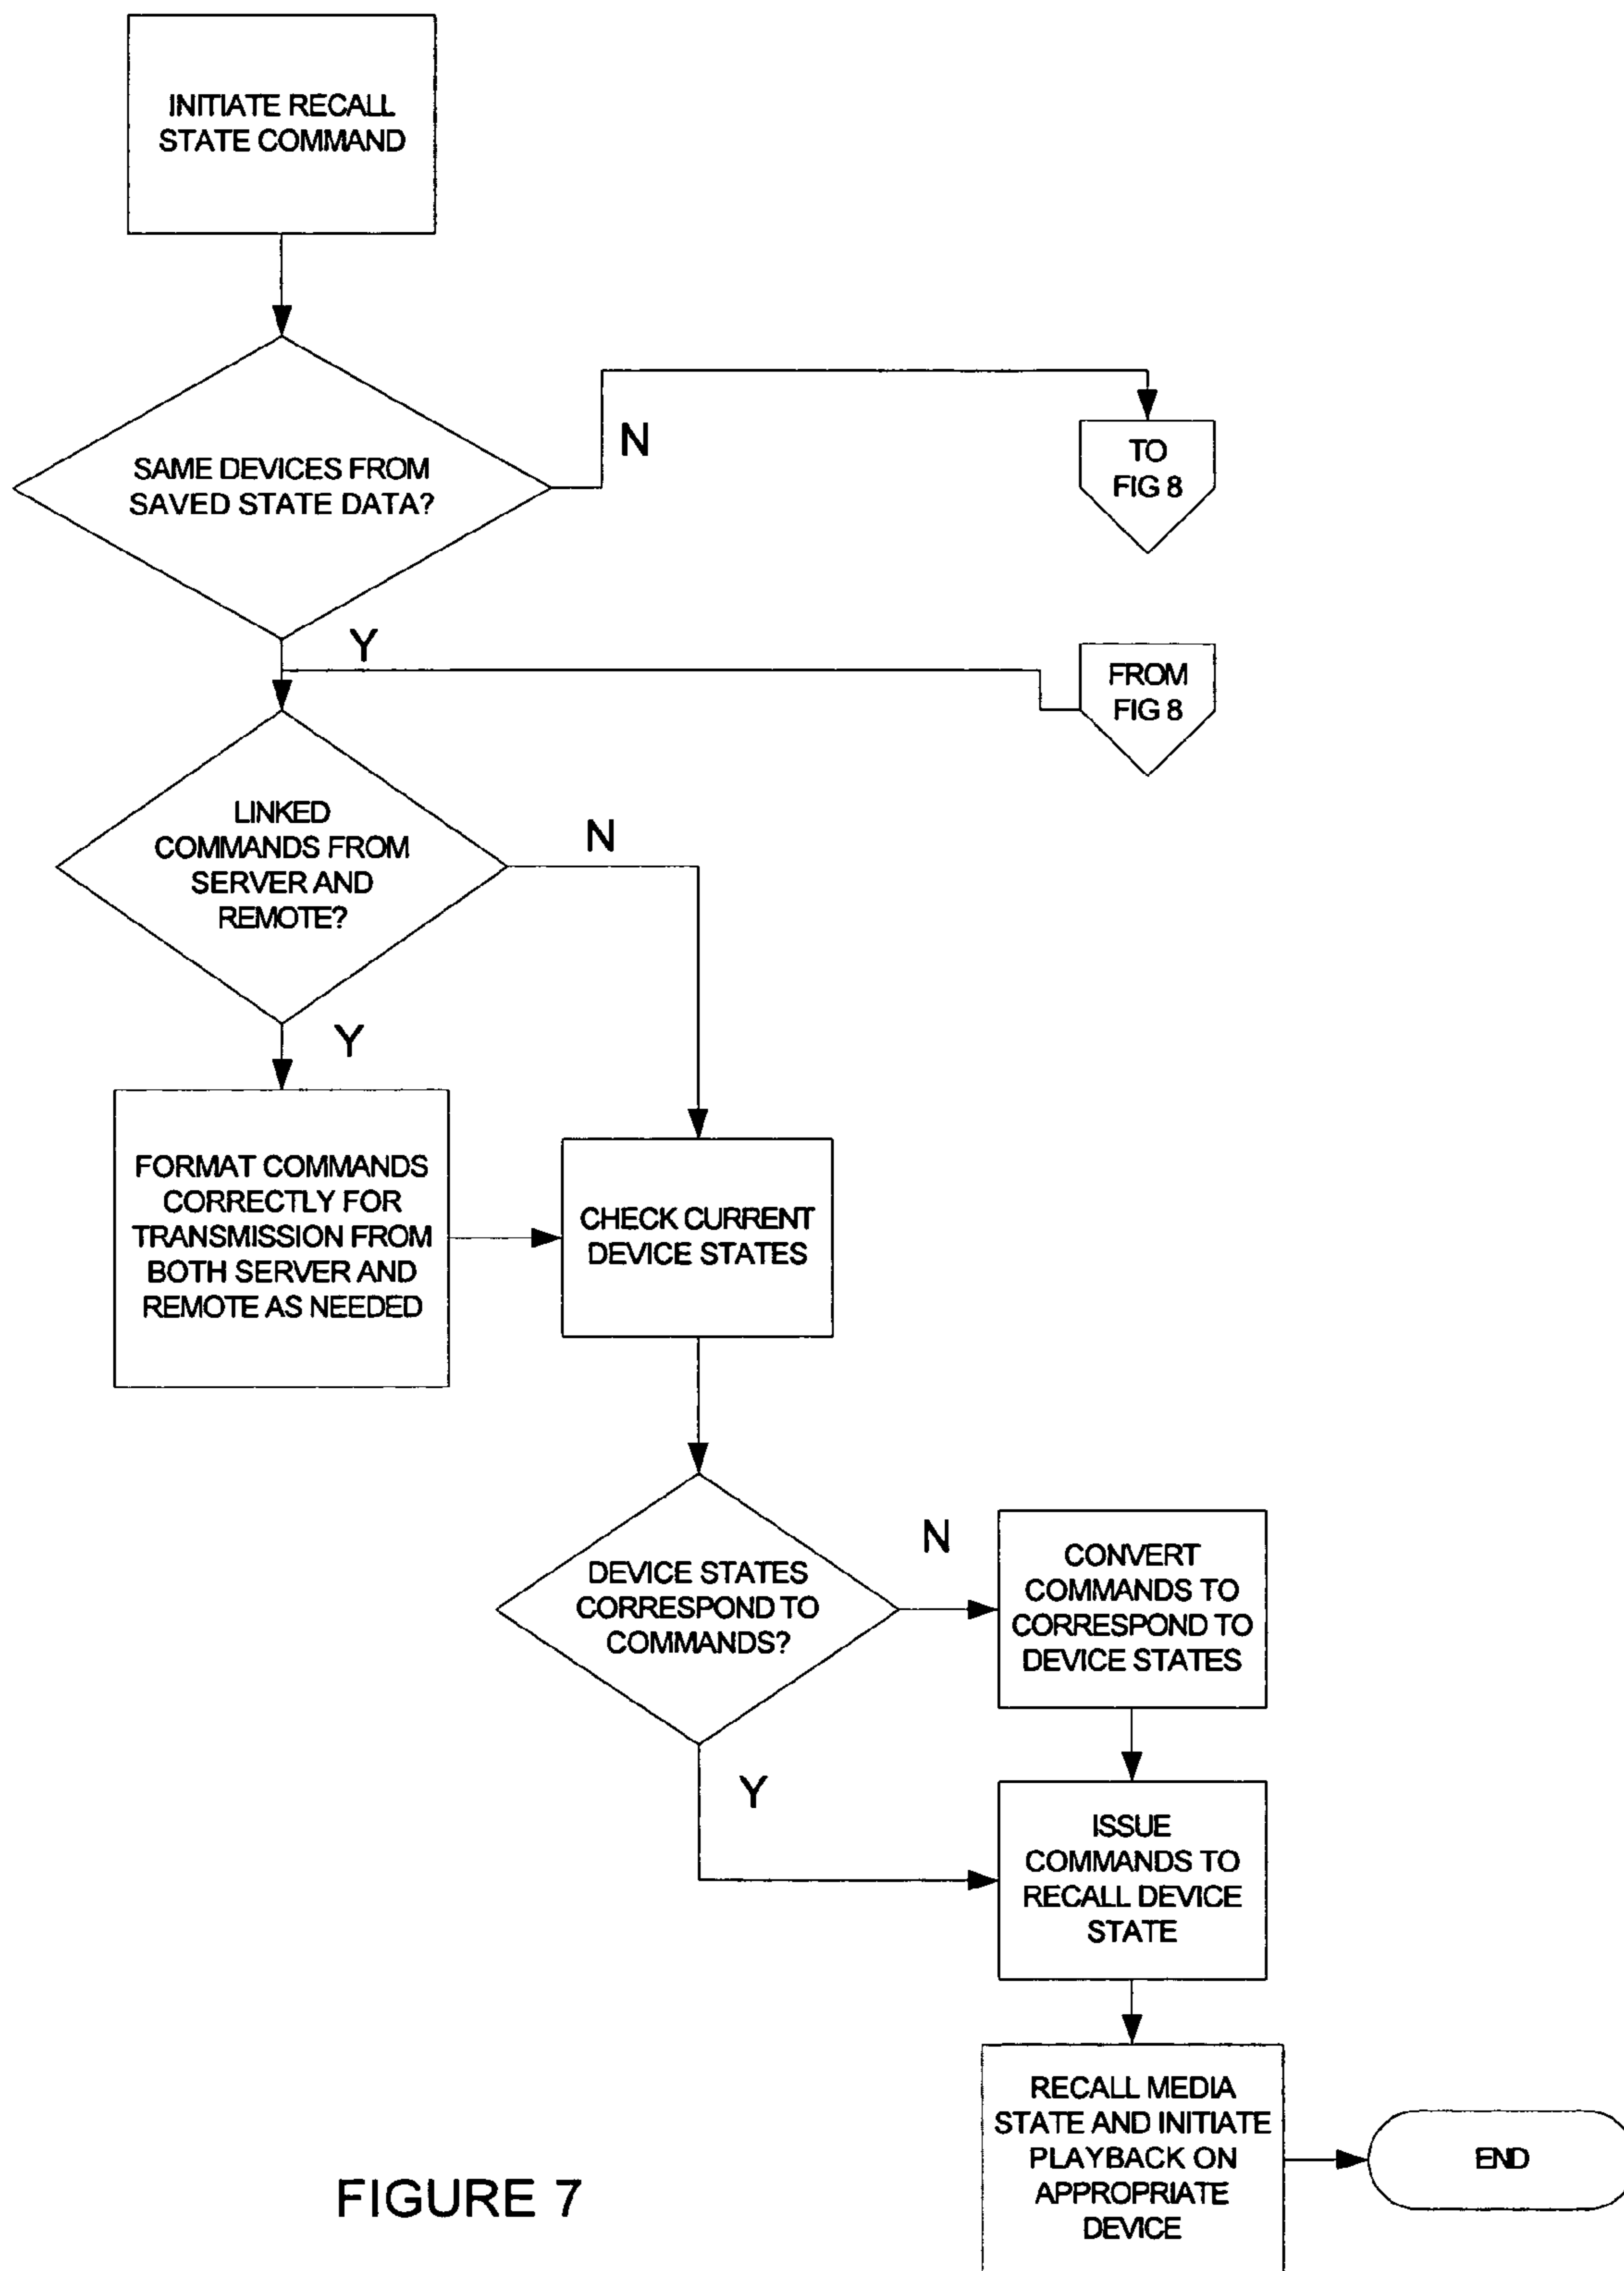 INITIATE RECALL
STATE COMMAND
SAME DEVICES FROM
SAVED STATE DATA?
N
TO
FIG 8
Y
FROM
FIG 8
LINKED
COMMANDS FROM
SERVER AND
REMOTE?
N
Y
FORMAT COMMANDS
CORRECTLY FOR
TRANSMISSION FROM
BOTH SERVER AND
REMOTE AS NEEDED
CHECK CURRENT
DEVICE STATES
DEVICE STATES
CORRESPOND TO
COMMANDS?
N
CONVERT
COMMANDS TO
CORRESPOND TO
DEVICE STATES
Y
ISSUE
COMMANDS TO
RECALL DEVICE
STATE
RECALL MEDIA
STATE AND INITIATE
PLAYBACK ON
APPROPRIATE
DEVICE
END
FIGURE 7